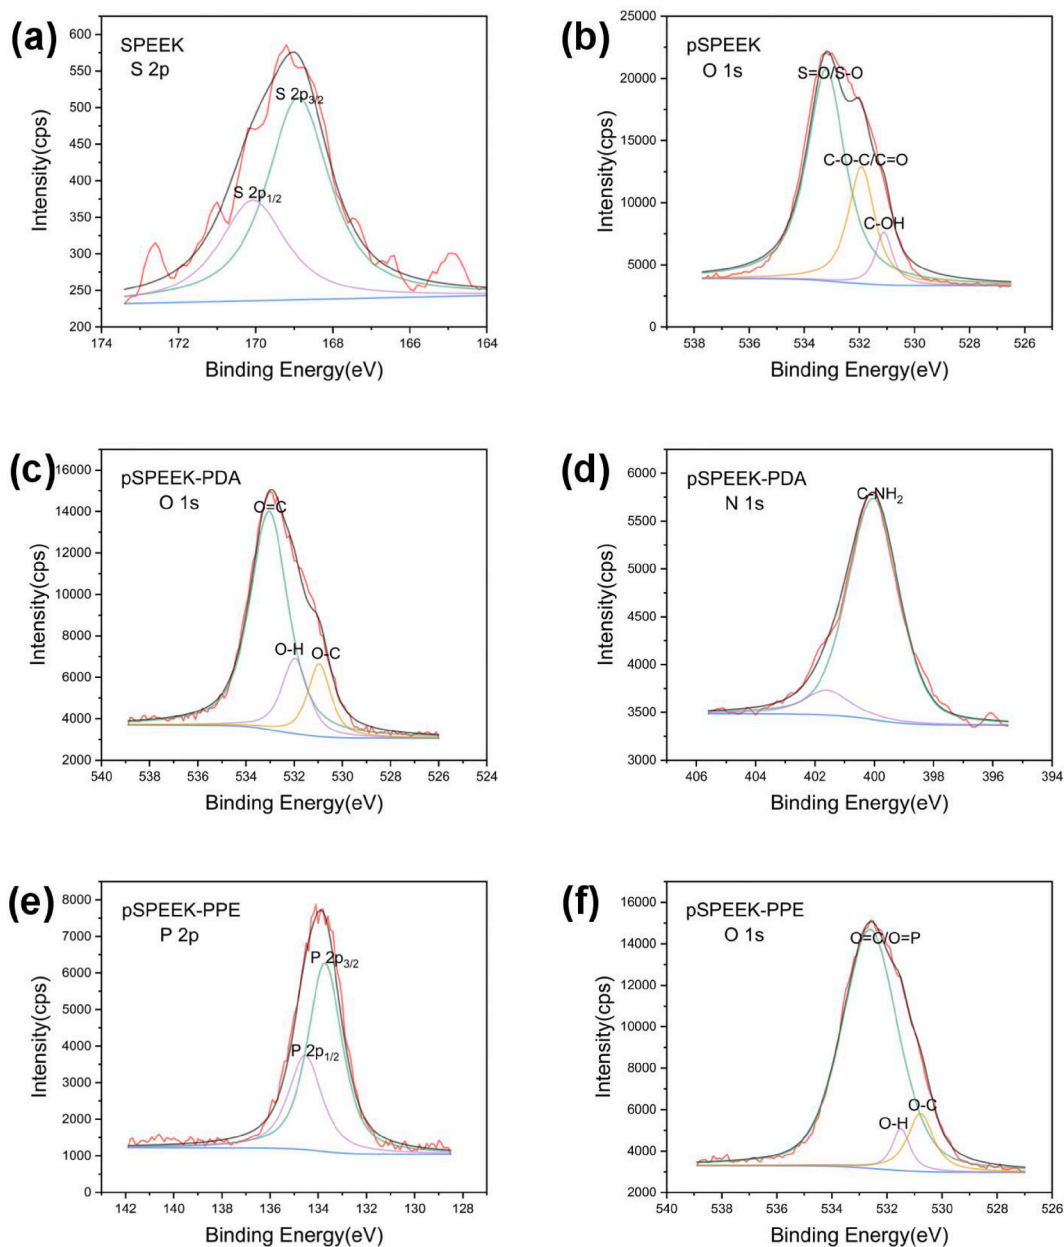 (a)
SPEEK
S 2p
S 2p3/2
S 2p1/2
Intensity(cps)
600
550
500
450
400
350
300
250
200
174 172 170 168 166 164
Binding Energy(eV)
(b)
pSPEEK
O 1s
S=O/S-O
C-O-C/C=O
C-OH
Intensity(cps)
25000
20000
15000
10000
5000
0
538 536 534 532 530 528 526
Binding Energy(eV)
(c)
pSPEEK-PDA
O 1s
O=C
O-H
O-C
Intensity(cps)
16000
14000
12000
10000
8000
6000
4000
2000
540 538 536 534 532 530 528 526 524
Binding Energy(eV)
(d)
pSPEEK-PDA
N 1s
C-NH2
Intensity(cps)
6000
5500
5000
4500
4000
3500
3000
406 404 402 400 398 396 394
Binding Energy(eV)
(e)
pSPEEK-PPE
P 2p
P 2p3/2
P 2p1/2
Intensity(cps)
8000
7000
6000
5000
4000
3000
2000
1000
0
142 140 138 136 134 132 130 128
Binding Energy(eV)
(f)
pSPEEK-PPE
O 1s
O=C/O=P
O-C
O-H
Intensity(cps)
16000
14000
12000
10000
8000
6000
4000
2000
540 538 536 534 532 530 528 526
Binding Energy(eV)